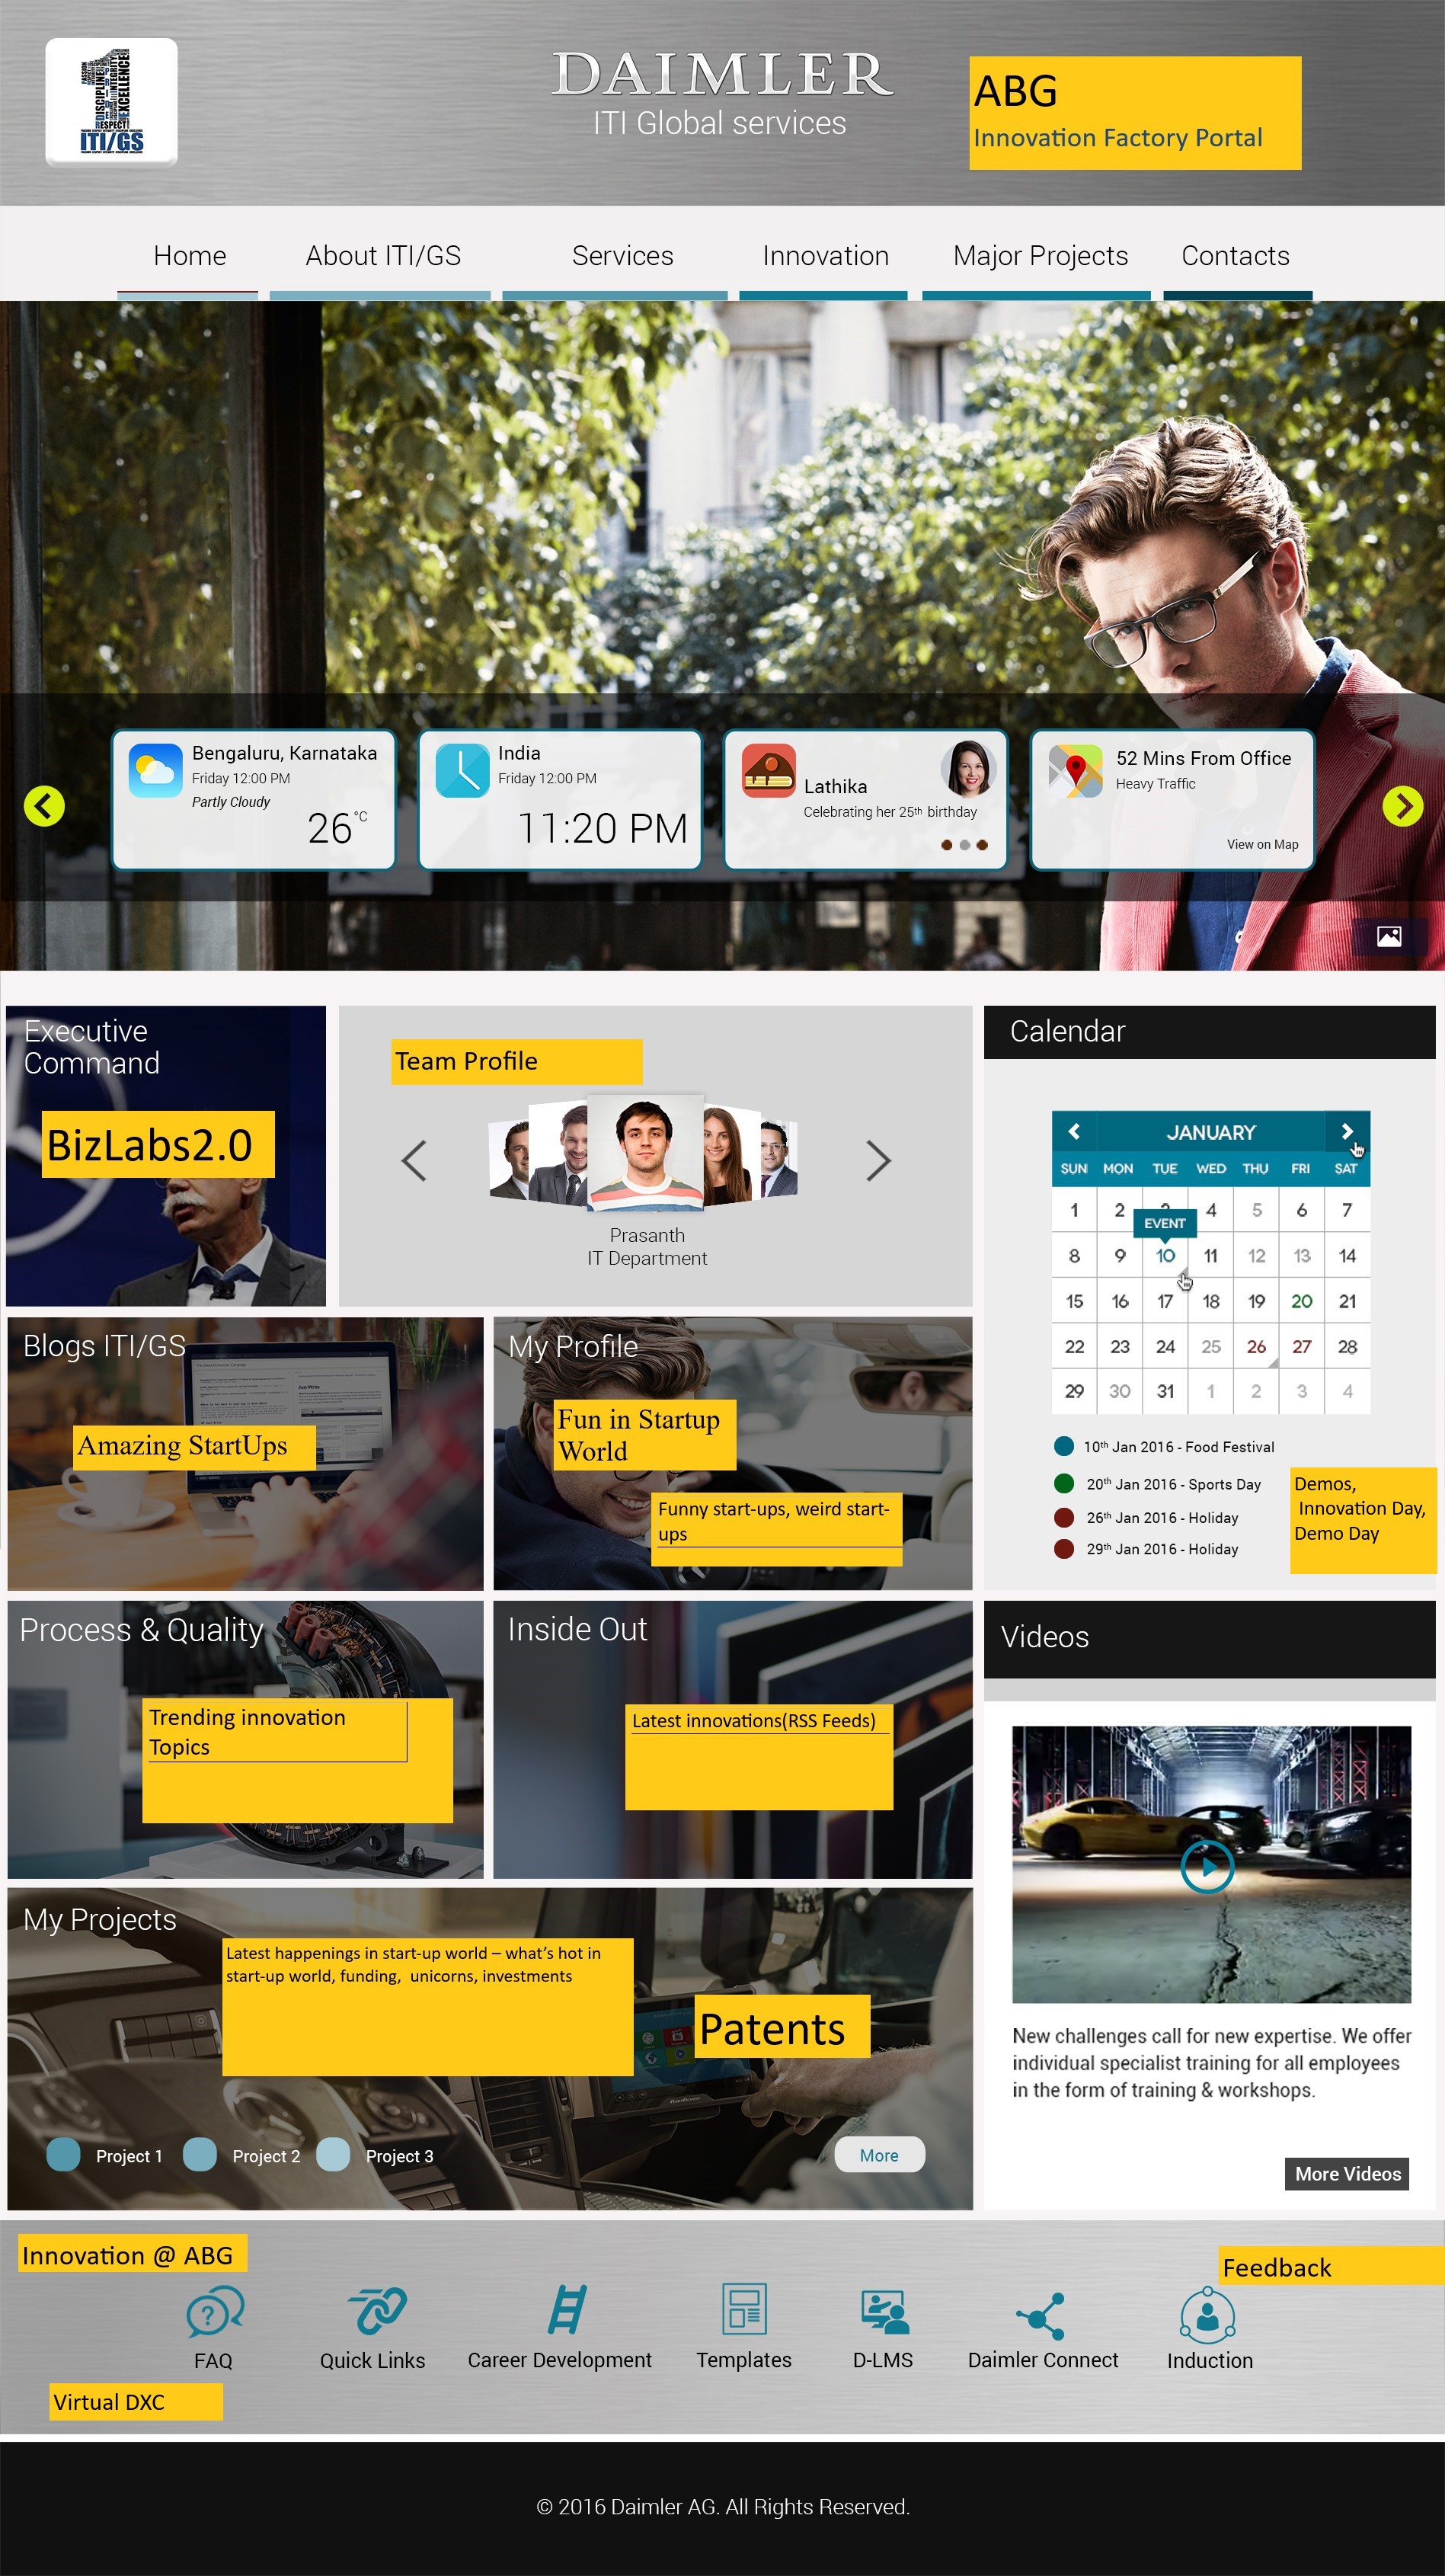 PASSION
DISCIPLINE
INTEGRITY
EXCELLENCE
RESPECT
ITI/GS
DAIMLER
ITI Global services
ABG
Innovation Factory Portal
Home
About ITI/GS
Services
Innovation
Major Projects
Contacts
Bengaluru, Karnataka
Friday 12:00 PM
Partly Cloudy
26°C
India
Friday 12:00 PM
11:20 PM
Lathika
Celebrating her 25th birthday
52 Mins From Office
Heavy Traffic
View on Map
Executive
Command
BizLabs2.0
Team Profile
Prasanth
IT Department
Calendar
JANUARY
SUN MON TUE WED THU FRI SAT
1 2 3 4 5 6 7
EVENT
8 9 10 11 12 13 14
15 16 17 18 19 20 21
22 23 24 25 26 27 28
29 30 31 1 2 3 4
10th Jan 2016 - Food Festival
20th Jan 2016 - Sports Day
26th Jan 2016 - Holiday
29th Jan 2016 - Holiday
Demos,
Innovation Day,
Demo Day
Blogs ITI/GS
Amazing StartUps
My Profile
Fun in Startup
World
Funny start-ups, weird start-
ups
Process & Quality
Trending innovation
Topics
Inside Out
Latest innovations(RSS Feeds)
Videos
New challenges call for new expertise. We offer
individual specialist training for all employees
in the form of training & workshops.
More Videos
My Projects
Latest happenings in start-up world – what's hot in
start-up world, funding,  unicorns, investments
Patents
Project 1
Project 2
Project 3
More
Innovation @ ABG
Feedback
FAQ
Quick Links
Career Development
Templates
D-LMS
Daimler Connect
Induction
Virtual DXC
© 2016 Daimler AG. All Rights Reserved.